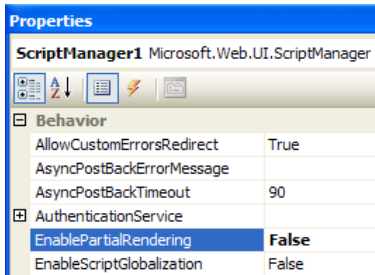 Properties
ScriptManager1 Microsoft.Web.UI.ScriptManager
Behavior
AllowCustomErrorsRedirect True
AsyncPostBackErrorMessage
AsyncPostBackTimeout 90
AuthenticationService
EnablePartialRendering False
EnableScriptGlobalization False